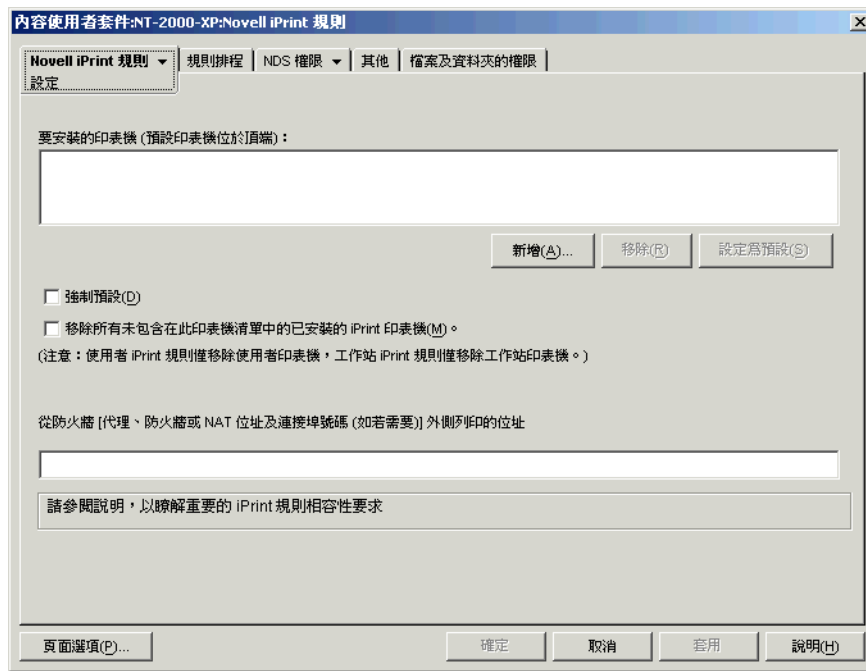 內容使用者套件:NT-2000-XP:Novell iPrint 規則
Novell iPrint 規則 規則排程 NDS 權限 其他 檔案及資料夾的權限
設定
要安裝的印表機 (預設印表機位於頂端)：
新增(A)... 移除(R) 設定為預設(S)
強制預設(D)
移除所有未包含在此印表機清單中的已安裝的 iPrint 印表機(M)。
(注意：使用者 iPrint 規則僅移除使用者印表機，工作站 iPrint 規則僅移除工作站印表機。)
從防火牆 [代理、防火牆或 NAT 位址及連接埠號碼 (如若需要)] 外側列印的位址
請參閱說明，以瞭解重要的 iPrint 規則相容性要求
頁面選項(P)... 確定 取消 套用 說明(H)